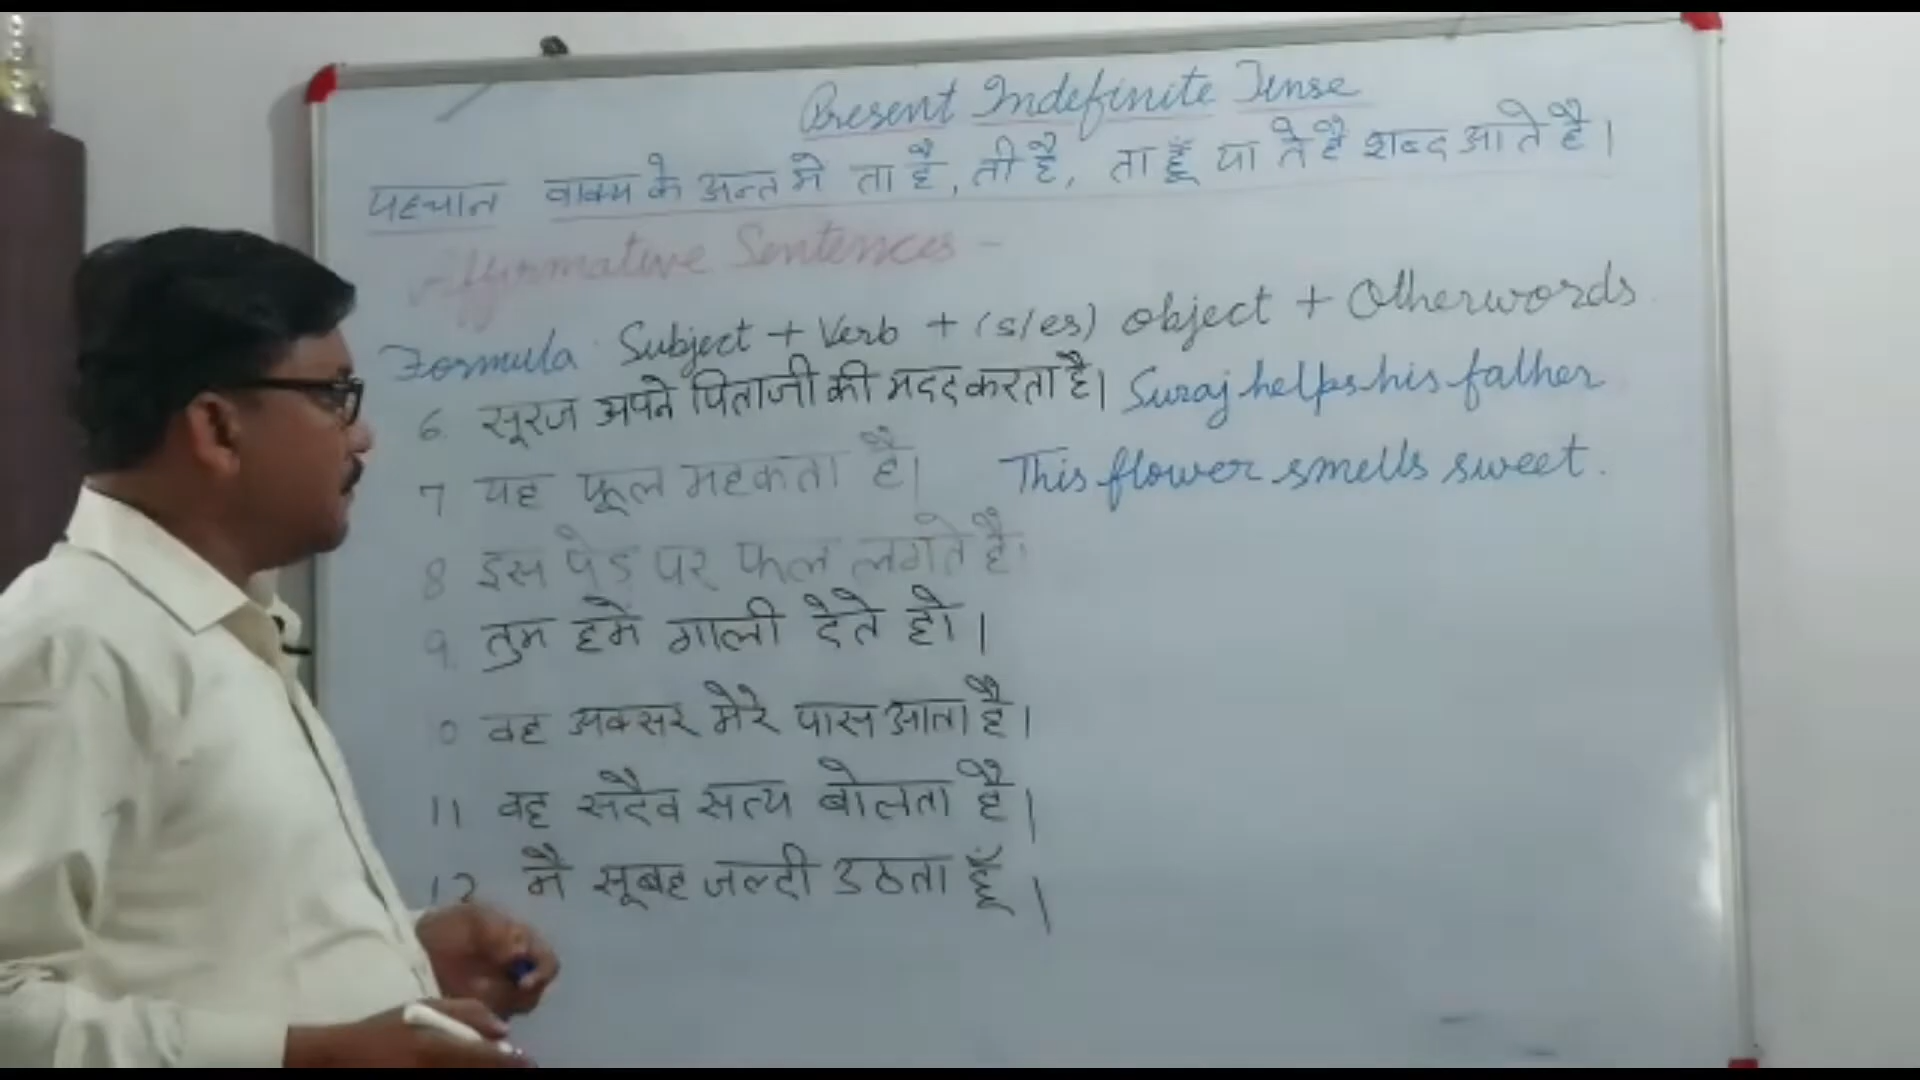 Present Indefinite Tense
पहचान वाक्य के अन्त मे ता है, ती है, ता हूँ या ते है शब्द आते है।
Affirmative Sentences -
Formula: Subject + Verb + (s/es) object + Otherwords
6. सूरज अपने पिताजी की मदद करता है। Suraj helps his father
7 यह फूल महकता है। This flower smells sweet.
8 इस पेड पर फल लगते है।
9. तुम हमे गाली देते हो।
0 वह अक्सर मेरे पास आता है।
11 वह सदैव सत्य बोलता है।
12 मै सूबह जल्दी उठता हूँ।